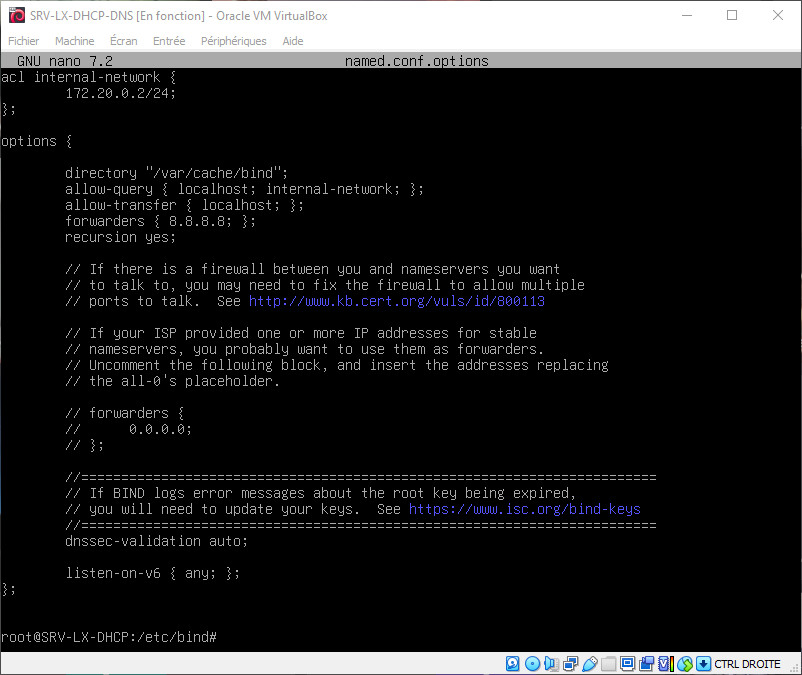 SRV-LX-DHCP-DNS [En fonction] - Oracle VM VirtualBox
Fichier Machine Écran Entrée Périphériques Aide
GNU nano 7.2 named.conf.options
acl internal-network {
172.20.0.2/24;
};
options {
directory "/var/cache/bind";
allow-query { localhost; internal-network; };
allow-transfer { localhost; };
forwarders { 8.8.8.8; };
recursion yes;
// If there is a firewall between you and nameservers you want
// to talk to, you may need to fix the firewall to allow multiple
// ports to talk.  See http://www.kb.cert.org/vuls/id/800113
// If your ISP provided one or more IP addresses for stable
// nameservers, you probably want to use them as forwarders.
// Uncomment the following block, and insert the addresses replacing
// the all-0's placeholder.
// forwarders {
//      0.0.0.0;
// };
//========================================================================
// If BIND logs error messages about the root key being expired,
// you will need to update your keys.  See https://www.isc.org/bind-keys
//========================================================================
dnssec-validation auto;
listen-on-v6 { any; };
};
root@SRV-LX-DHCP:/etc/bind#
CTRL DROITE